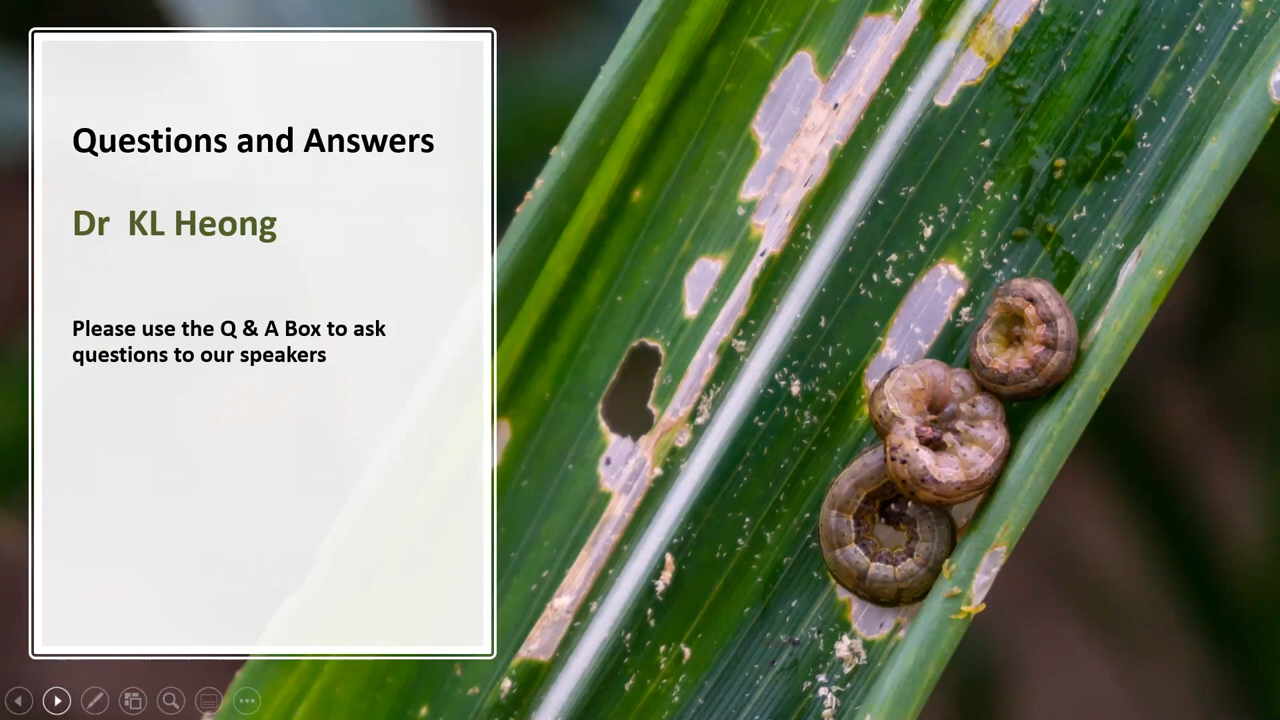 Questions and Answers
Dr KL Heong
Please use the Q & A Box to ask
questions to our speakers